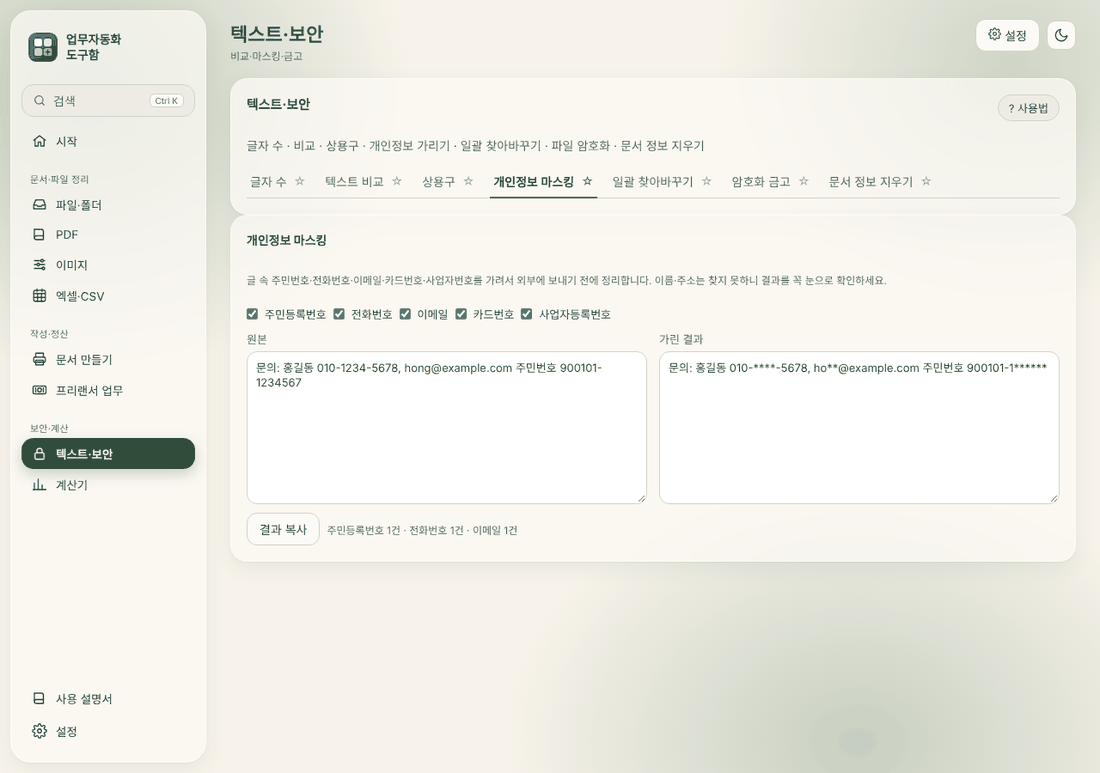 업무자동화
도구함
검색
Ctrl K
시작
문서·파일 정리
파일·폴더
PDF
이미지
엑셀·CSV
작성·정산
문서 만들기
프리랜서 업무
보안·계산
텍스트·보안
계산기
사용 설명서
설정
텍스트·보안
비교·마스킹·금고
설정
텍스트·보안
? 사용법
글자 수 · 비교 · 상용구 · 개인정보 가리기 · 일괄 찾아바꾸기 · 파일 암호화 · 문서 정보 지우기
글자 수 ☆ 텍스트 비교 ☆ 상용구 ☆ 개인정보 마스킹 ☆ 일괄 찾아바꾸기 ☆ 암호화 금고 ☆ 문서 정보 지우기 ☆
개인정보 마스킹
글 속 주민번호·전화번호·이메일·카드번호·사업자번호를 가려서 외부에 보내기 전에 정리합니다. 이름·주소는 찾지 못하니 결과를 꼭 눈으로 확인하세요.
주민등록번호 전화번호 이메일 카드번호 사업자등록번호
원본
문의: 홍길동 010-1234-5678, hong@example.com 주민번호 900101-
1234567
가린 결과
문의: 홍길동 010-****-5678, ho**@example.com 주민번호 900101-1******
결과 복사
주민등록번호 1건 · 전화번호 1건 · 이메일 1건